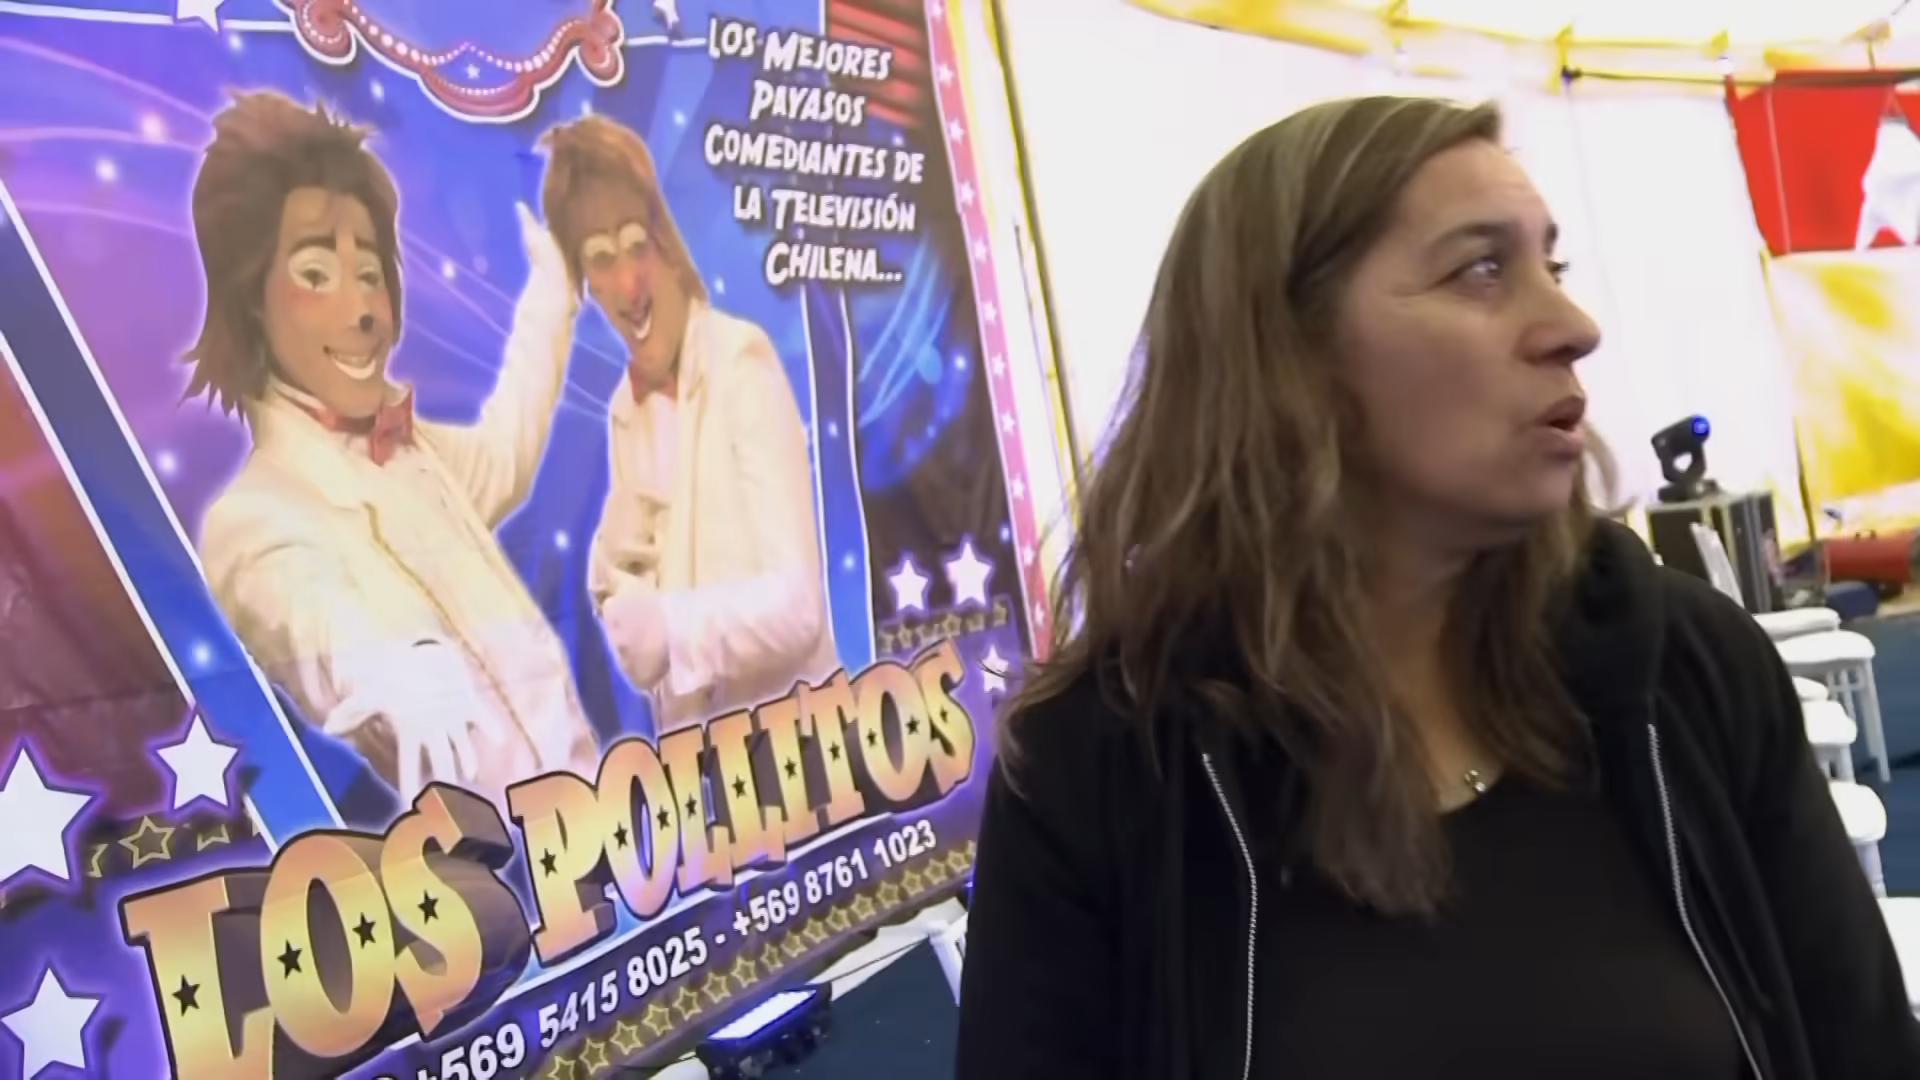 LOS MEJORES
PAYASOS
COMEDIANTES DE
LA TELEVISIÓN
CHILENA...
LOS POLLITOS
+569 5415 8025 - +569 8761 1023